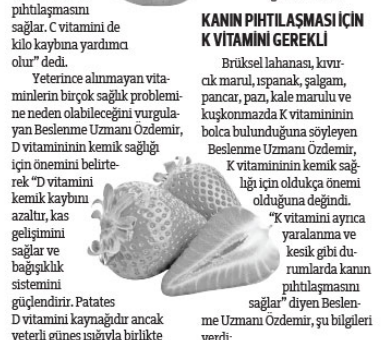 pıhtılaşmasını
sağlar. C vitamini de
kilo kaybına yardımcı
olur” dedi.
Yeterince alınmayan vita-
minlerin birçok sağlık problemi-
ne neden olabileceğini vurgula-
yan Beslenme Uzmanı Özdemir,
D vitamininin kemik sağlığı
için önemini belirte-
rek “D vitamini
kemik kaybını
azaltır, kas
gelişimini
sağlar ve
bağışıklık
sistemini
güçlendirir. Patates
D vitamini kaynağıdır ancak
yeterli güneş ışığıyla birlikte
KANIN PIHTILAŞMASI İÇİN
K VİTAMİNİ GEREKLİ
Brüksel lahanası, kıvır-
cık marul, ıspanak, şalgam,
pancar, pazı, kale marulu ve
kuşkonmazda K vitamininin
bolca bulunduğuna söyleyen
Beslenme Uzmanı Özdemir,
K vitamininin kemik sağ-
lığı için oldukça önemi
olduğuna değindi.
“K vitamini ayrıca
yaralanma ve
kesik gibi du-
rumlarda kanın
pıhtılaşmasını
sağlar” diyen Beslen-
me Uzmanı Özdemir, şu bilgileri
verdi: